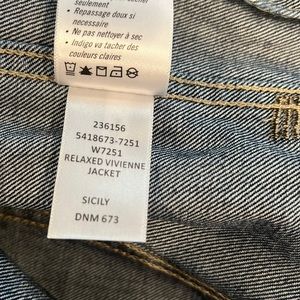 seulement
• Repassage doux si
nécessaire
• Ne pas nettoyer à sec
• Indigo va tacher des
couleurs claires
236156
5418673-7251
W7251
RELAXED VIVIENNE
JACKET
SICILY
DNM 673